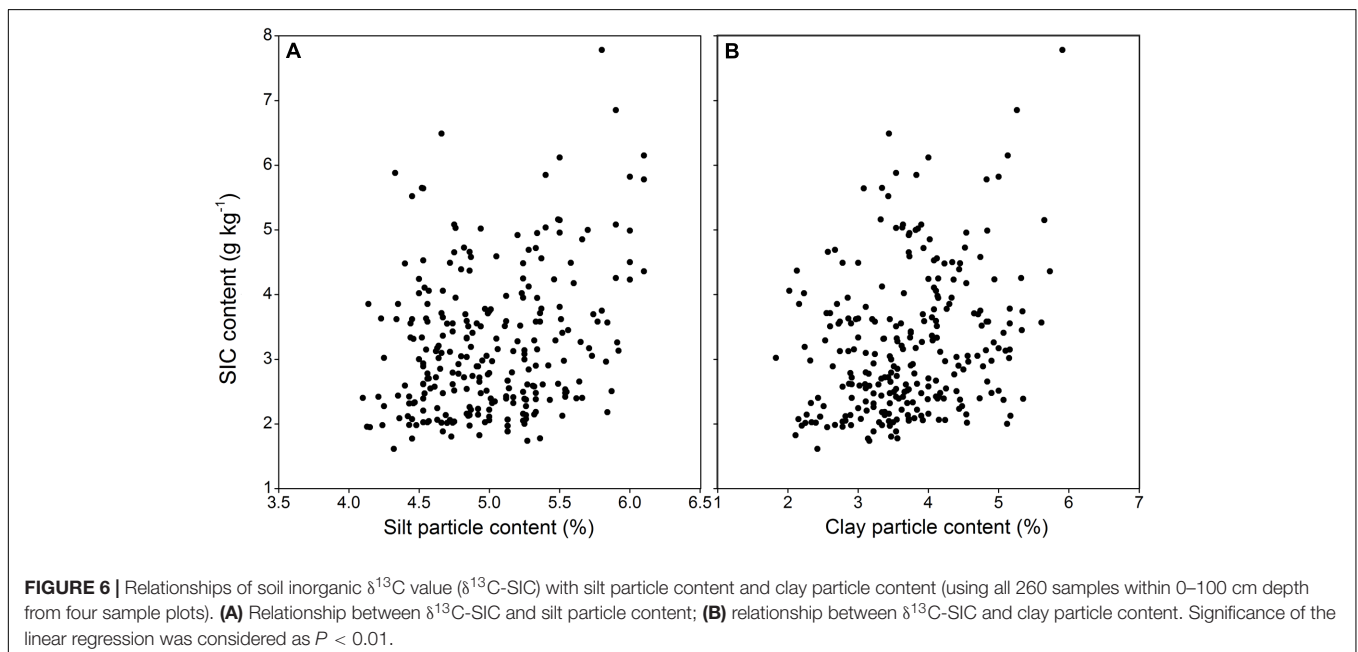 A
B
8
7
6
5
4
3
2
1
SIC content (g kg⁻¹)
3.5 4.0 4.5 5.0 5.5 6.0 6.5 1 2 3 4 5 6 7
Silt particle content (%)
Clay particle content (%)
FIGURE 6 | Relationships of soil inorganic δ¹³C value (δ¹³C-SIC) with silt particle content and clay particle content (using all 260 samples within 0–100 cm depth
from four sample plots). (A) Relationship between δ¹³C-SIC and silt particle content; (B) relationship between δ¹³C-SIC and clay particle content. Significance of the
linear regression was considered as P < 0.01.